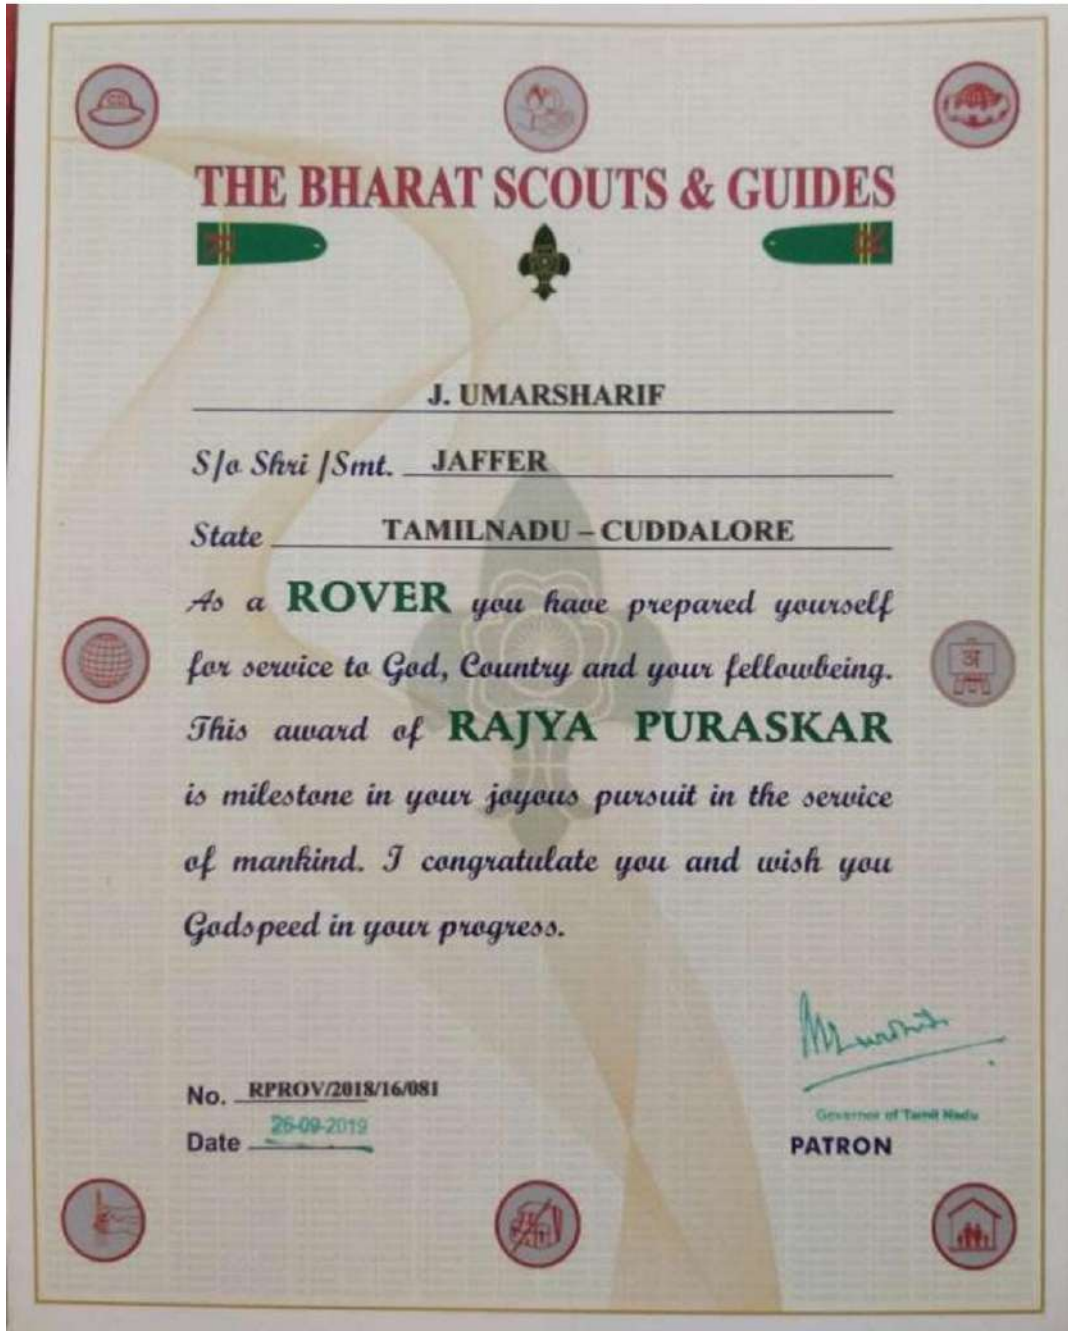 THE BHARAT SCOUTS & GUIDES
J. UMARSHARIF
S/o Shri /Smt. JAFFER
State TAMILNADU – CUDDALORE
As a ROVER you have prepared yourself
for service to God, Country and your fellowbeing.
This award of RAJYA PURASKAR
is milestone in your joyous pursuit in the service
of mankind. I congratulate you and wish you
Godspeed in your progress.
No. RPROV/2018/16/081
Date 26-09-2019
Governor of Tamil Nadu
PATRON
अ
CD